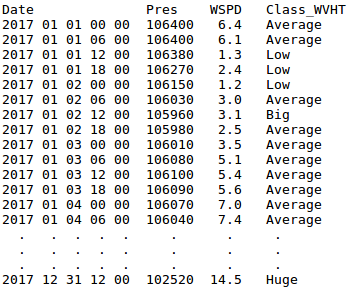 Date Pres WSPD Class_WVHT
2017 01 01 00 00 106400 6.4 Average
2017 01 01 06 00 106400 6.1 Average
2017 01 01 12 00 106380 1.3 Low
2017 01 01 18 00 106270 2.4 Low
2017 01 02 00 00 106150 1.2 Low
2017 01 02 06 00 106030 3.0 Average
2017 01 02 12 00 105960 3.1 Big
2017 01 02 18 00 105980 2.5 Average
2017 01 03 00 00 106010 3.5 Average
2017 01 03 06 00 106080 5.1 Average
2017 01 03 12 00 106100 5.4 Average
2017 01 03 18 00 106090 5.6 Average
2017 01 04 00 00 106070 7.0 Average
2017 01 04 06 00 106040 7.4 Average
. . . . . . . .
. . . . . . . .
. . . . . . . .
2017 12 31 12 00 102520 14.5 Huge